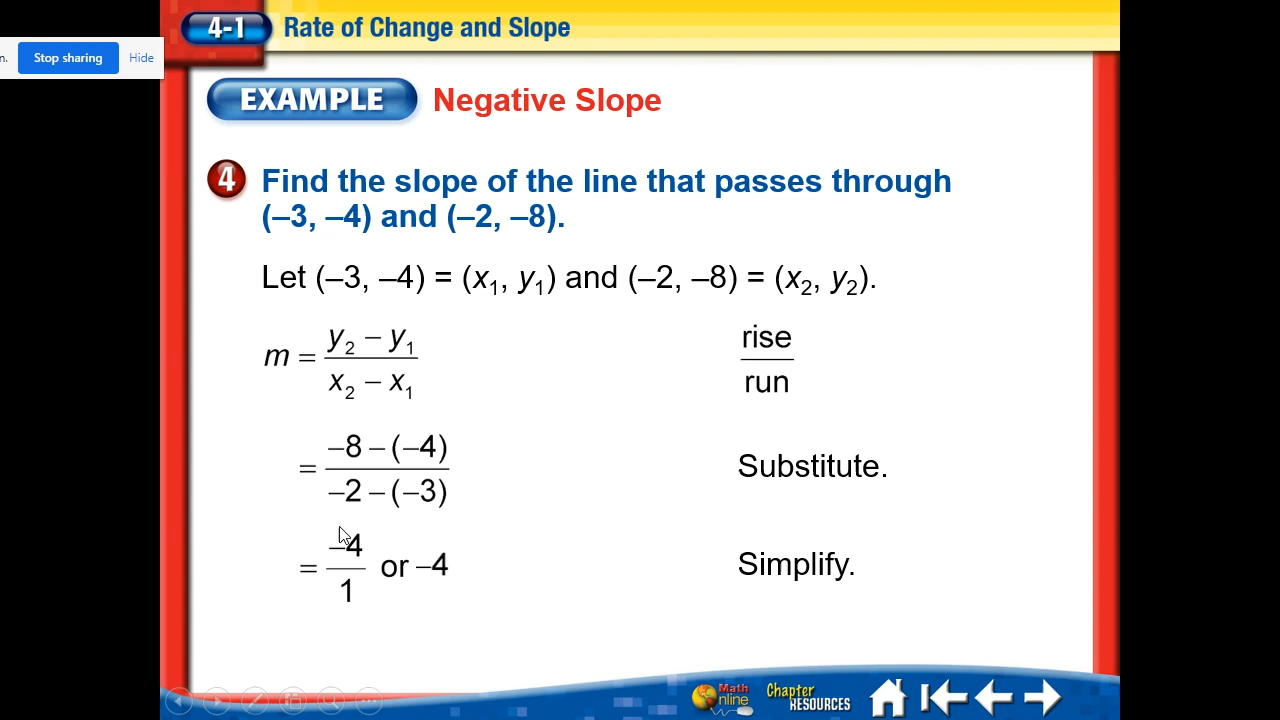 4-1 Rate of Change and Slope
n. Stop sharing Hide
EXAMPLE Negative Slope
4 Find the slope of the line that passes through
(–3, –4) and (–2, –8).
Let (–3, –4) = (x₁, y₁) and (–2, –8) = (x₂, y₂).
m = (y₂ – y₁)/(x₂ – x₁) rise/run
= (–8 – (–4))/(–2 – (–3)) Substitute.
= –4/1 or –4 Simplify.
Math Online Chapter RESOURCES